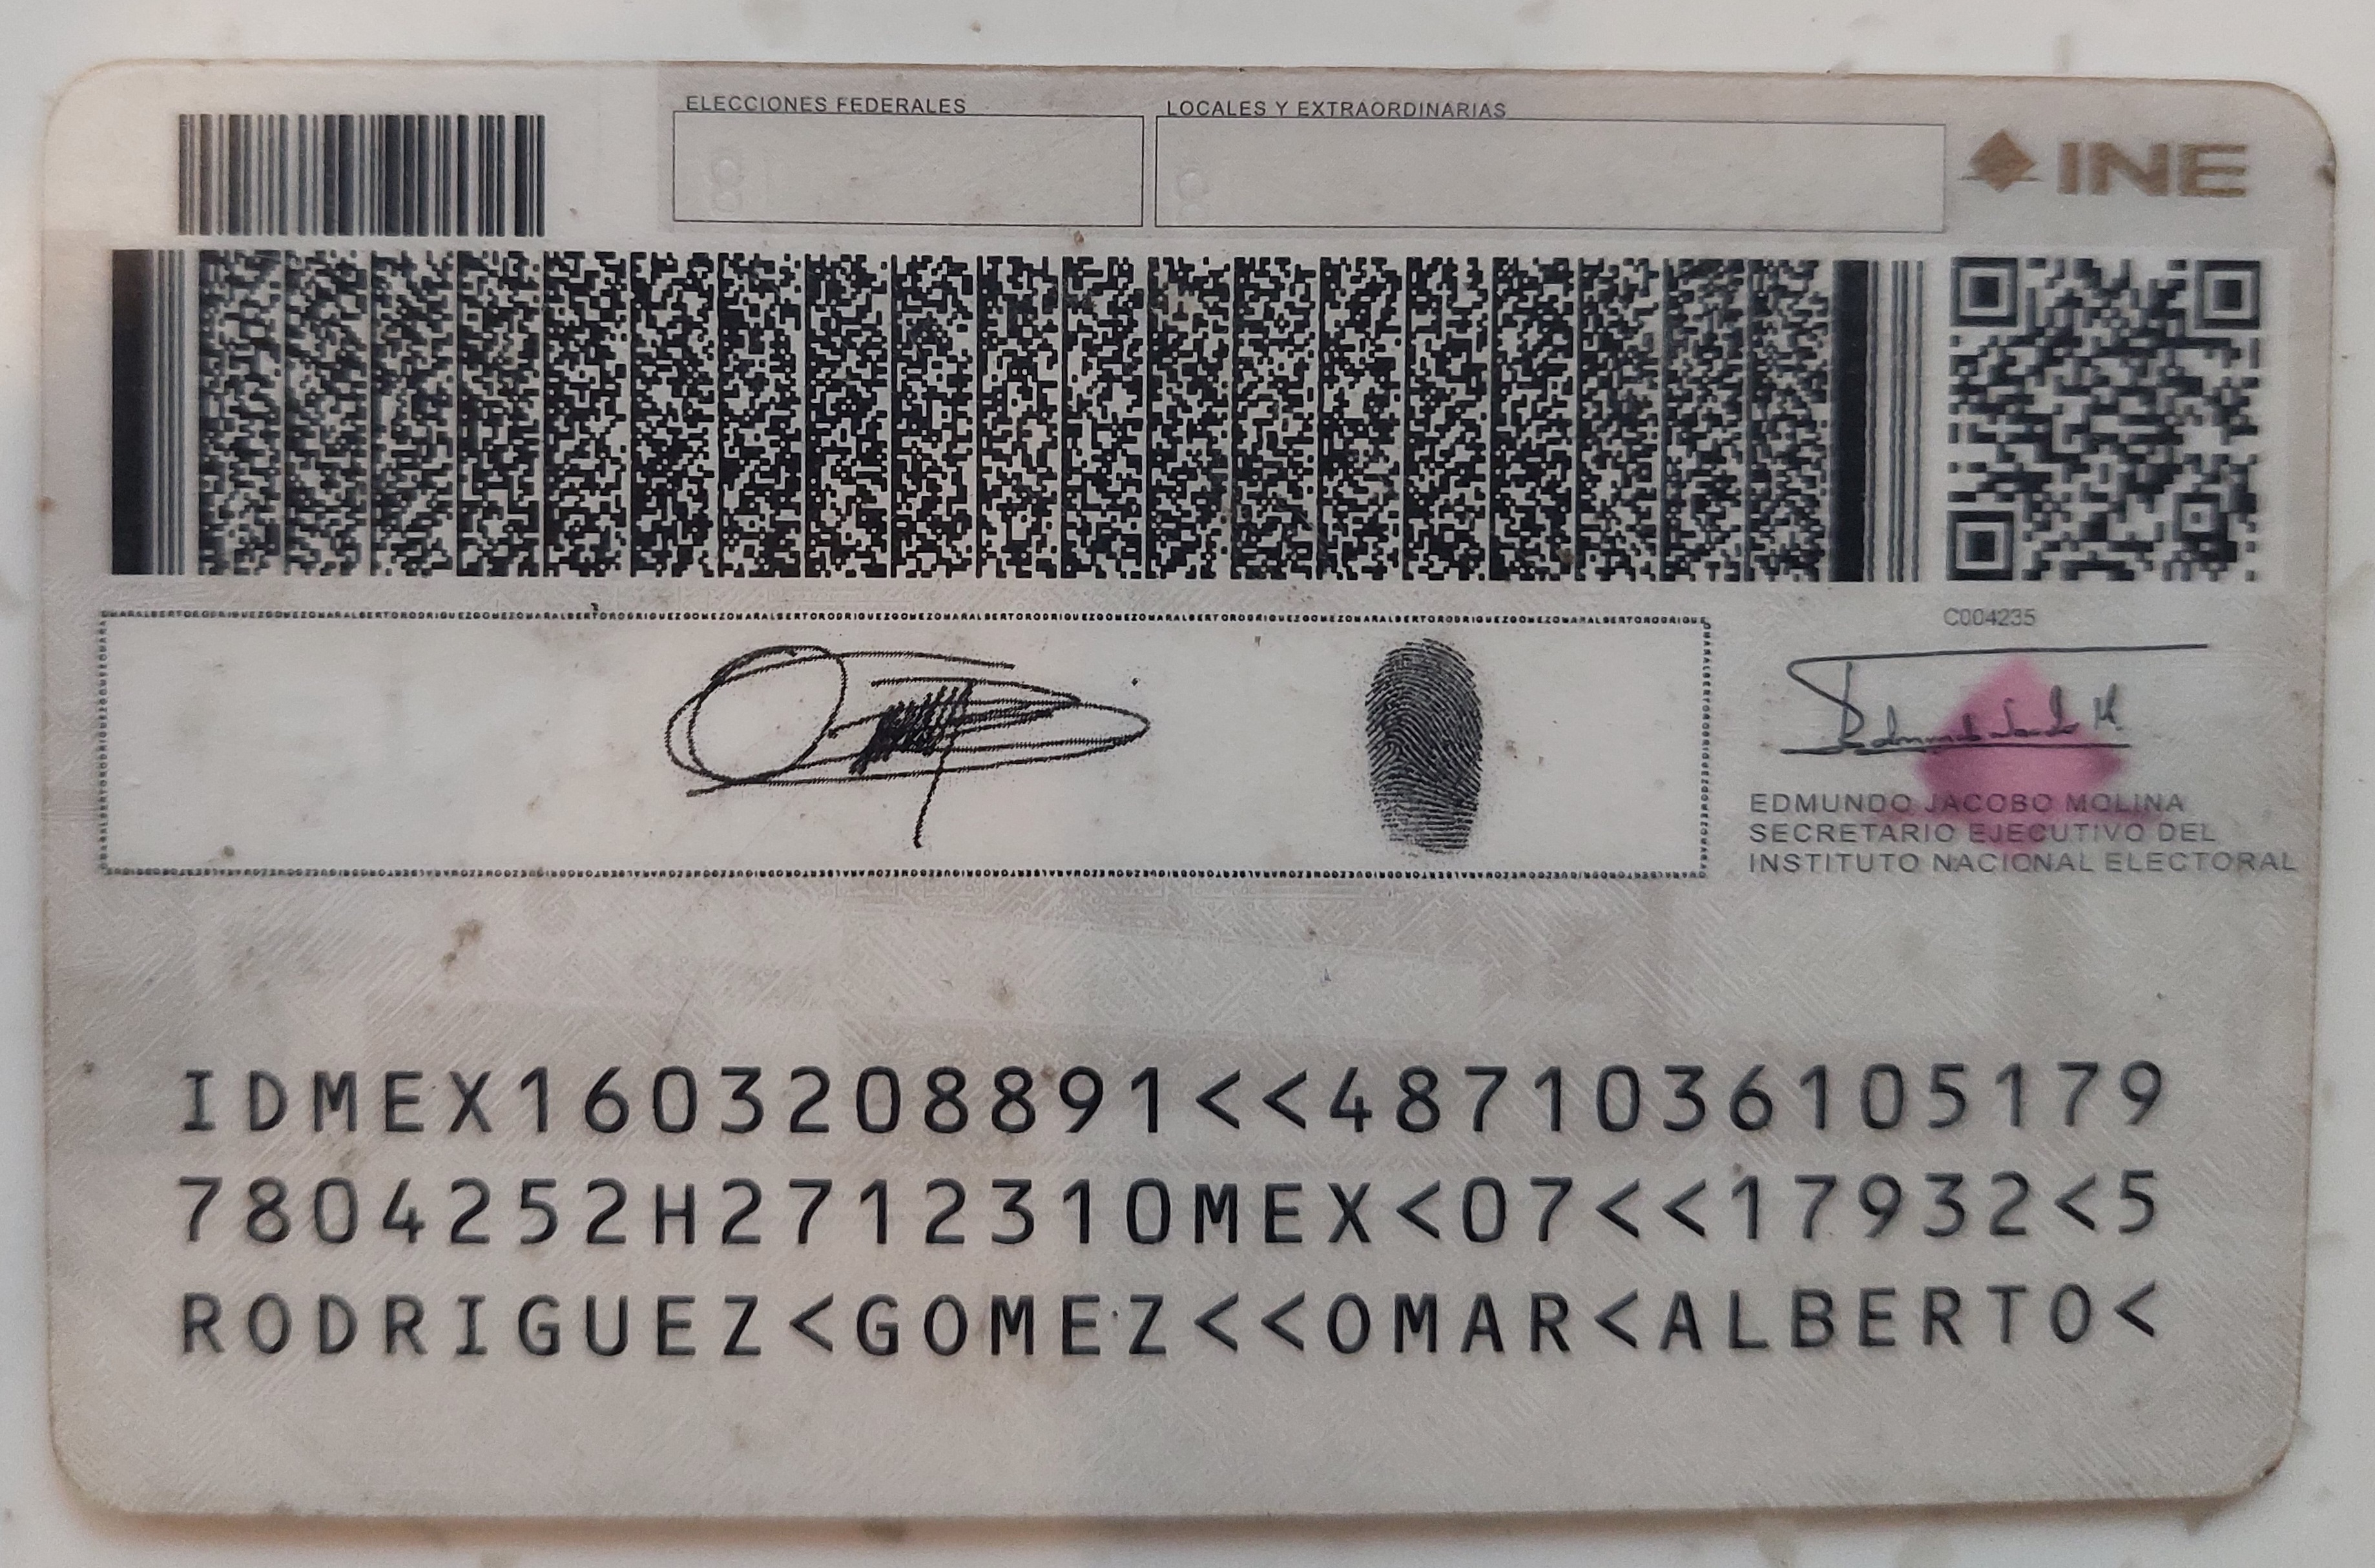 ELECCIONES FEDERALES
LOCALES Y EXTRAORDINARIAS
INE
C004235
EDMUNDO JACOBO MOLINA
SECRETARIO EJECUTIVO DEL
INSTITUTO NACIONAL ELECTORAL
IDMEX1603208891<<4871036105179
7804252H2712310MEX<07<<17932<5
RODRIGUEZ<GOMEZ<<OMAR<ALBERTO<